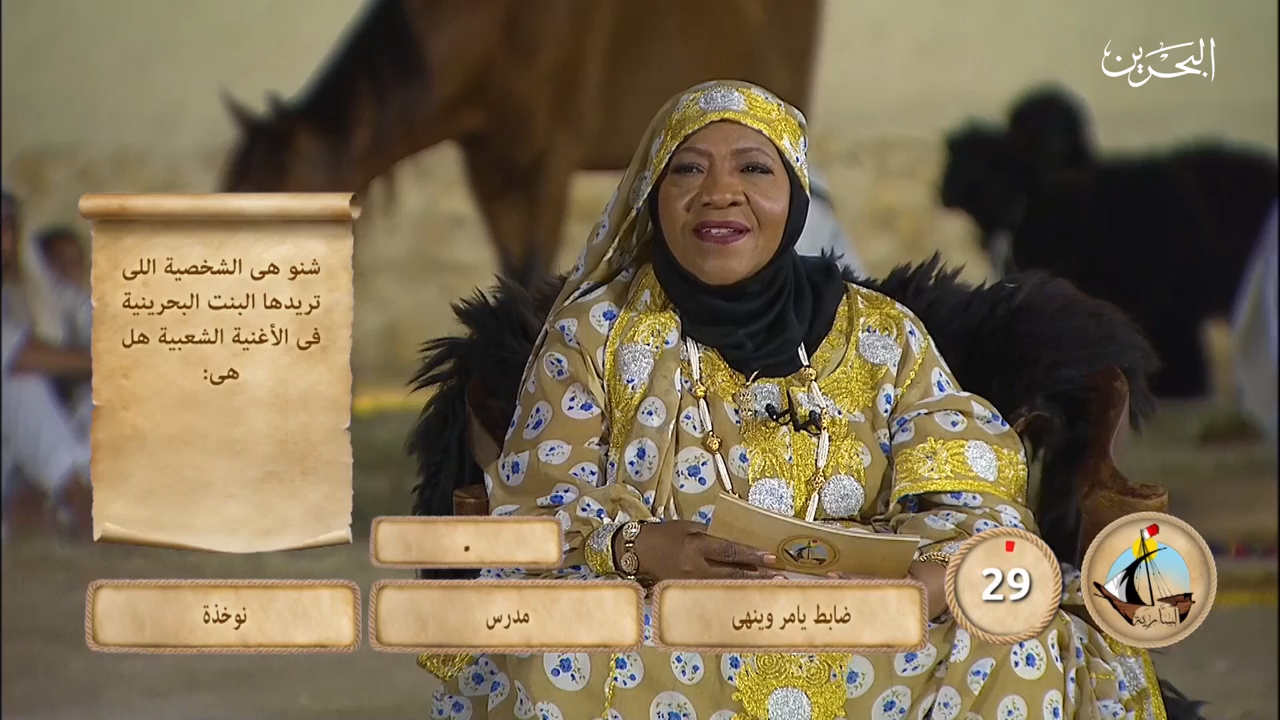 البحرين
شنو هى الشخصية اللى
تريدها البنت البحرينية
فى الأغنية الشعبية هل
هى:
.
ضابط يامر وينهى
مدرس
نوخذة
29
السارية